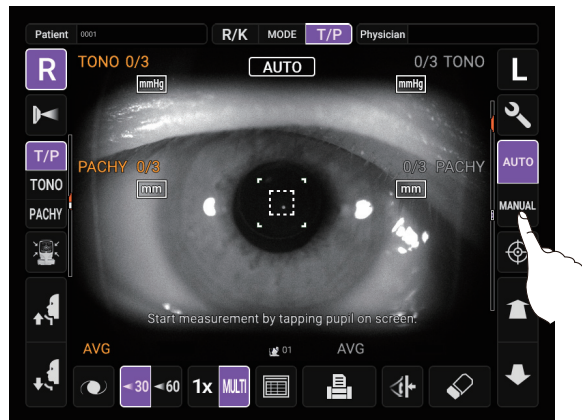 Patient 0001 R/K MODE T/P Physician
R TONO 0/3 AUTO 0/3 TONO L
mmHg mmHg
T/P
PACHY 0/3 0/3 PACHY AUTO
TONO
mm mm
PACHY MANUAL
Start measurement by tapping pupil on screen.
AVG 01 AVG
30 60 1x MULTI